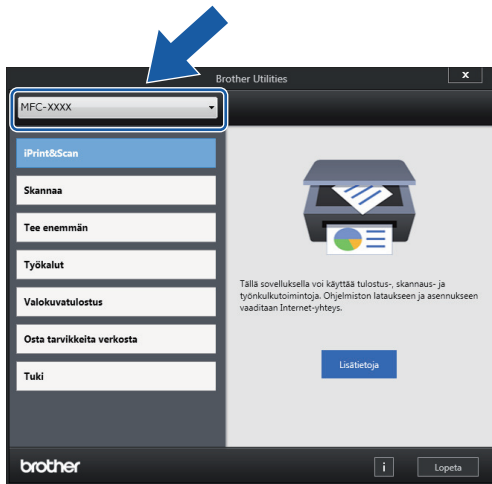 Brother Utilities
x
MFC-XXXX
iPrint&Scan
Skannaa
Tee enemmän
Työkalut
Valokuvatulostus
Osta tarvikkeita verkosta
Tuki
Tällä sovelluksella voi käyttää tulostus-, skannaus- ja
työnkulkutoimintoja. Ohjelmiston lataukseen ja asennukseen
vaaditaan Internet-yhteys.
Lisätietoja
brother
i
Lopeta